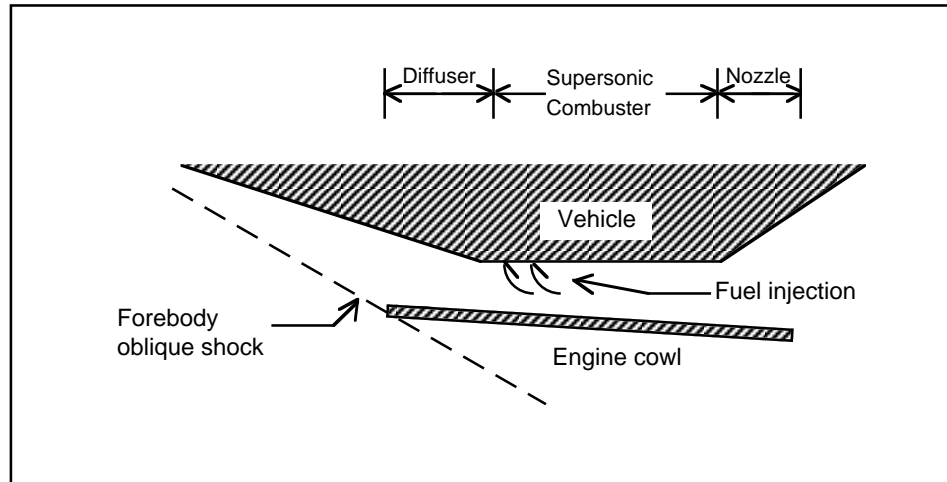 Diffuser
Supersonic
Combuster
Nozzle
Vehicle
Fuel injection
Forebody
oblique shock
Engine cowl